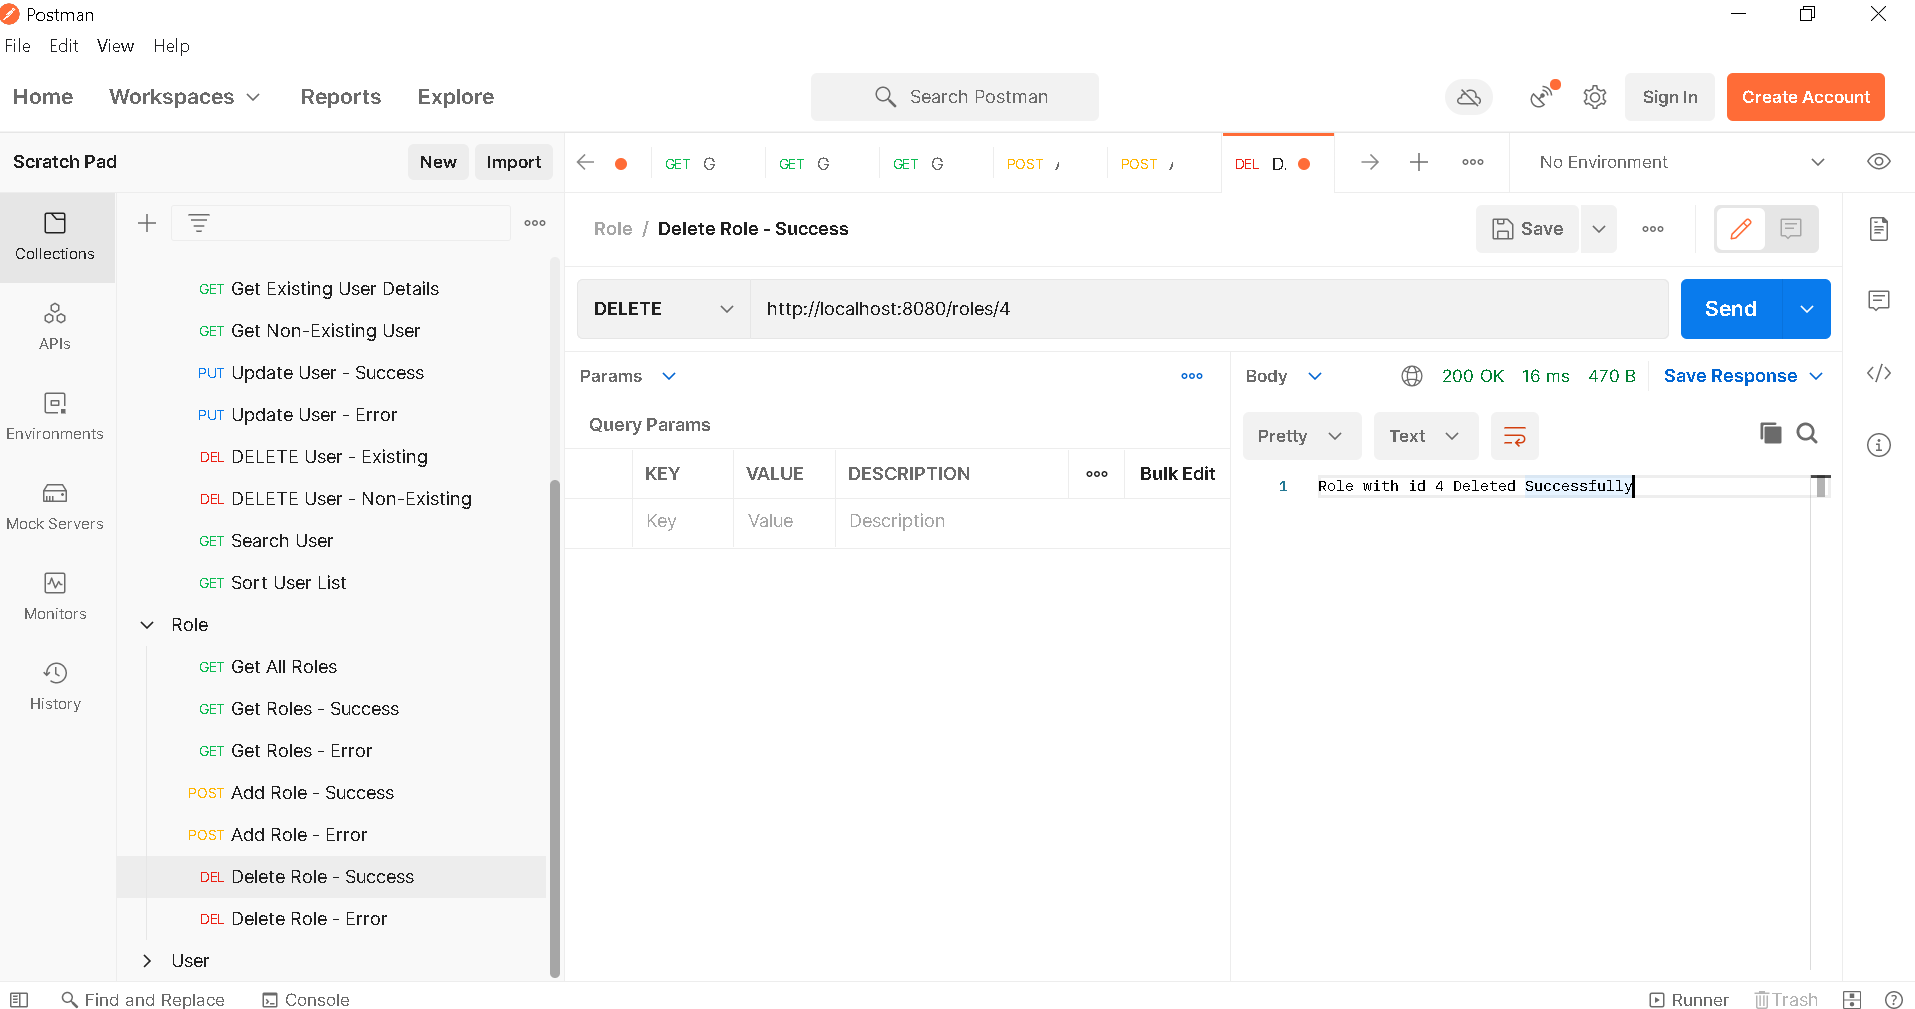 Postman
File Edit View Help
Home Workspaces Reports Explore
Search Postman
Sign In
Create Account
Scratch Pad
New
Import
GET G
GET G
GET G
POST
POST
DEL D.
No Environment
Collections
APIs
Environments
Mock Servers
Monitors
History
GET Get Existing User Details
GET Get Non-Existing User
PUT Update User - Success
PUT Update User - Error
DEL DELETE User - Existing
DEL DELETE User - Non-Existing
GET Search User
GET Sort User List
Role
GET Get All Roles
GET Get Roles - Success
GET Get Roles - Error
POST Add Role - Success
POST Add Role - Error
DEL Delete Role - Success
DEL Delete Role - Error
User
Role / Delete Role - Success
Save
DELETE http://localhost:8080/roles/4
Send
Params
Query Params
KEY VALUE DESCRIPTION Bulk Edit
Key Value Description
Body
200 OK 16 ms 470 B Save Response
Pretty Text
1 Role with id 4 Deleted Successfully
Find and Replace Console
Runner Trash